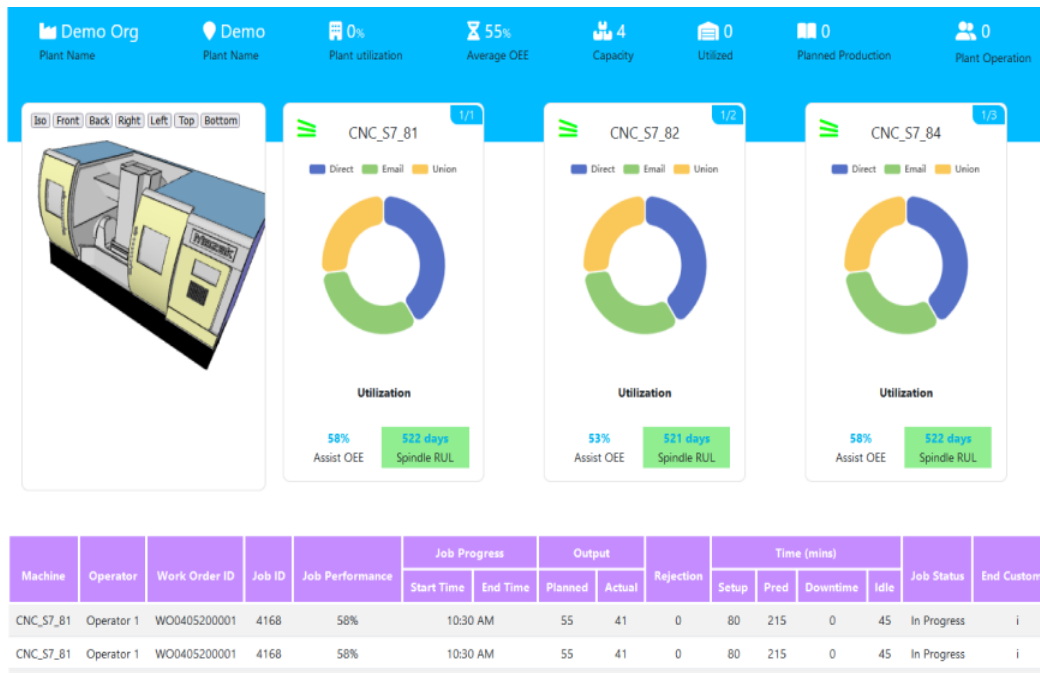 Demo Org
Demo
0%
55%
4
0
0
0
Plant Name
Plant Name
Plant utilization
Average OEE
Capacity
Utilized
Planned Production
Plant Operation
Iso Front Back Right Left Top Bottom
Mazak
1/1
CNC_S7_81
Direct Email Union
Utilization
58%
522 days
Assist OEE
Spindle RUL
1/2
CNC_S7_82
Direct Email Union
Utilization
53%
521 days
Assist OEE
Spindle RUL
1/3
CNC_S7_84
Direct Email Union
Utilization
58%
522 days
Assist OEE
Spindle RUL
Machine Operator Work Order ID Job ID Job Performance Job Progress Output Rejection Time (mins) Job Status End Custom
Start Time End Time Planned Actual Setup Pred Downtime Idle
CNC_S7_81 Operator 1 WO0405200001 4168 58% 10:30 AM 55 41 0 80 215 0 45 In Progress i
CNC_S7_81 Operator 1 WO0405200001 4168 58% 10:30 AM 55 41 0 80 215 0 45 In Progress i